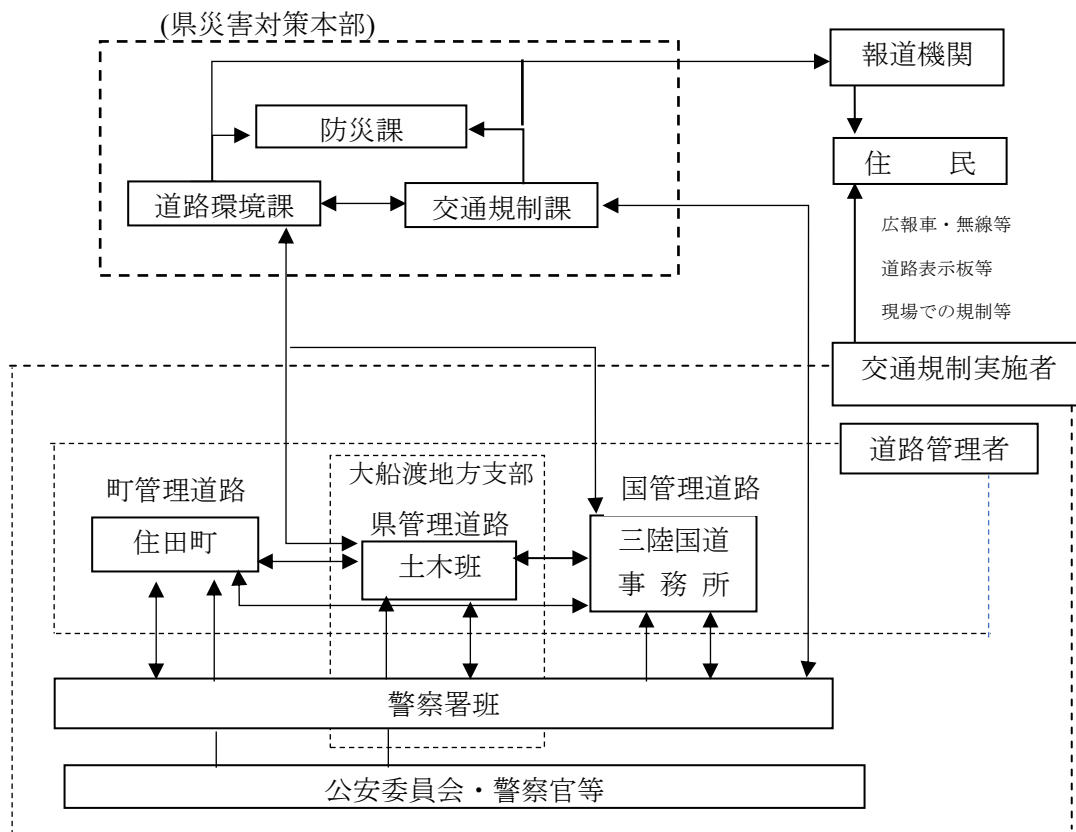 (県災害対策本部)
報道機関
防災課
住　　民
道路環境課
交通規制課
広報車・無線等
道路表示板等
現場での規制等
交通規制実施者
道路管理者
大船渡地方支部
町管理道路
国管理道路
県管理道路
住田町
三陸国道
土木班
事 務 所
警察署班
公安委員会・警察官等